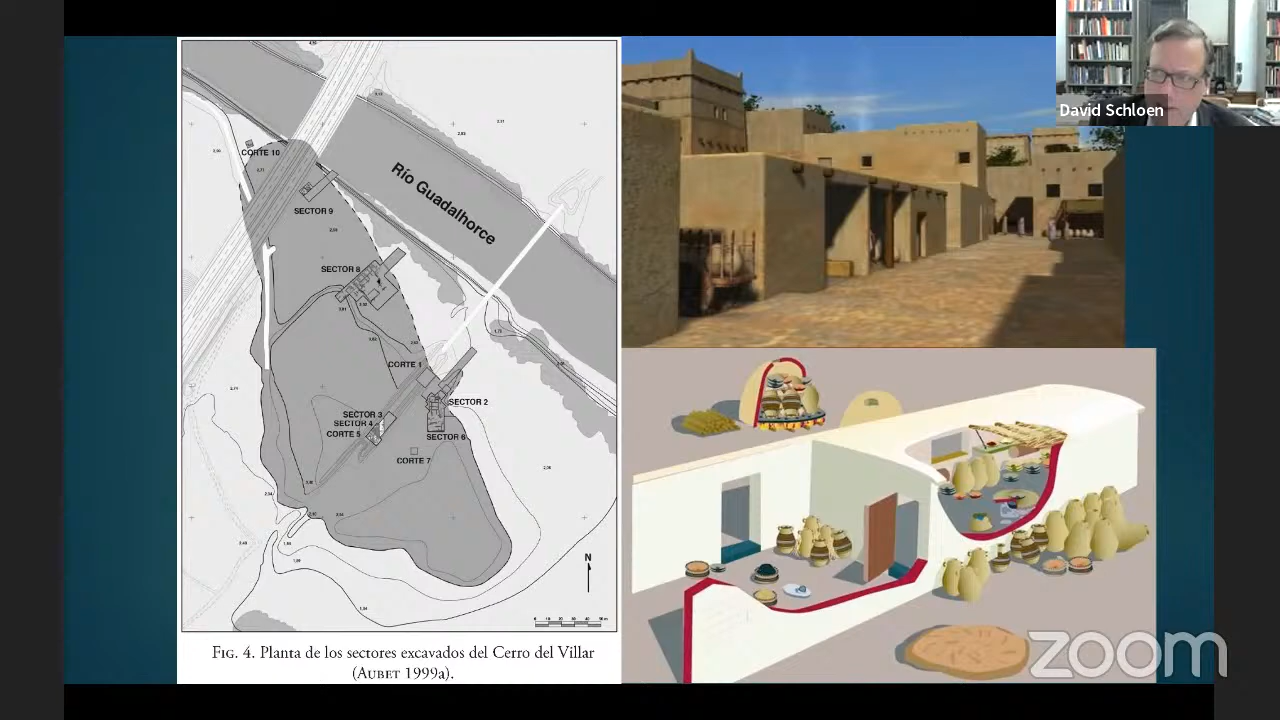 David Schloen
CORTE 10
SECTOR 9
Río Guadalhorce
SECTOR 8
CORTE 1
SECTOR 2
SECTOR 3
SECTOR 4
CORTE 5
SECTOR 6
CORTE 7
N
FIG. 4. Planta de los sectores excavados del Cerro del Villar
(AUBET 1999a).
zoom